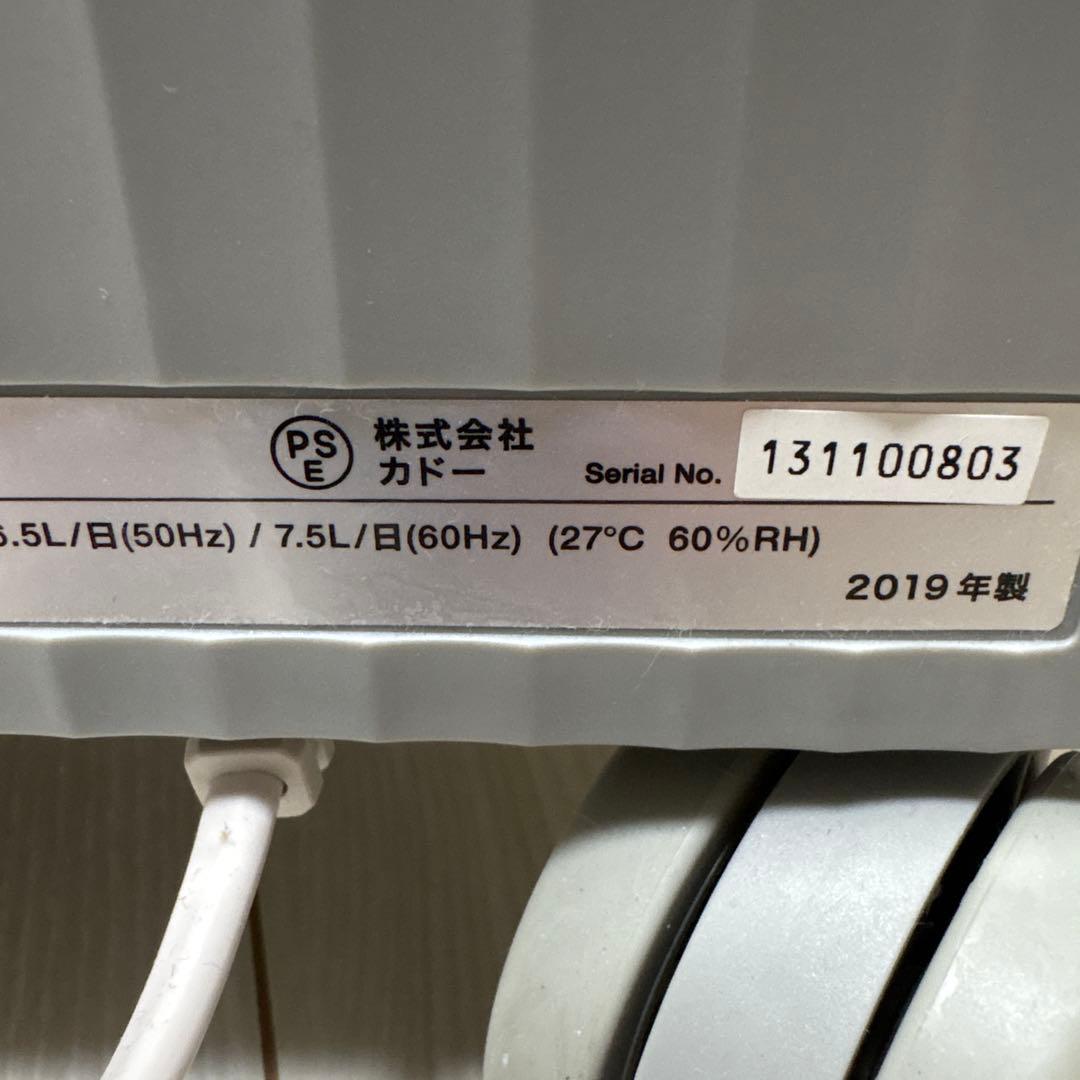 PS
E
株式会社
カドー
Serial No. 131100803
.5L/日(50Hz) / 7.5L/日(60Hz) (27°C 60%RH)
2019年製